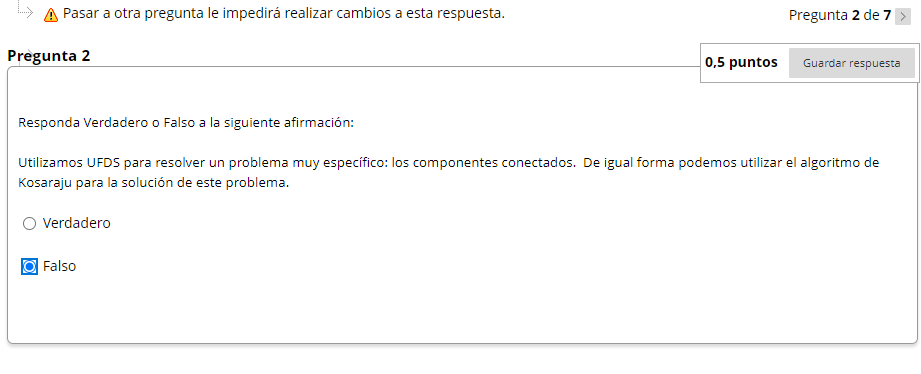 Pasar a otra pregunta le impedirá realizar cambios a esta respuesta.
Pregunta 2 de 7
Pregunta 2
0,5 puntos
Guardar respuesta
Responda Verdadero o Falso a la siguiente afirmación:
Utilizamos UFDS para resolver un problema muy específico: los componentes conectados. De igual forma podemos utilizar el algoritmo de
Kosaraju para la solución de este problema.
Verdadero
Falso